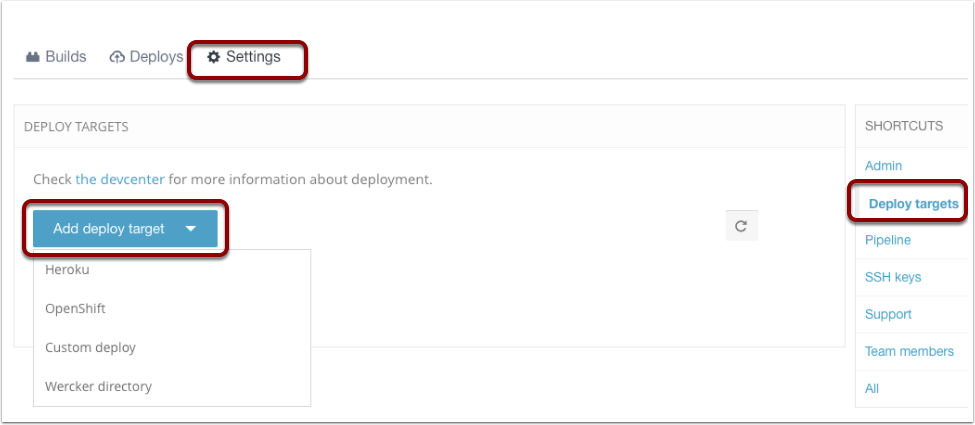 Builds Deploys Settings
DEPLOY TARGETS
Check the devcenter for more information about deployment.
Add deploy target
Heroku
OpenShift
Custom deploy
Wercker directory
SHORTCUTS
Admin
Deploy targets
Pipeline
SSH keys
Support
Team members
All